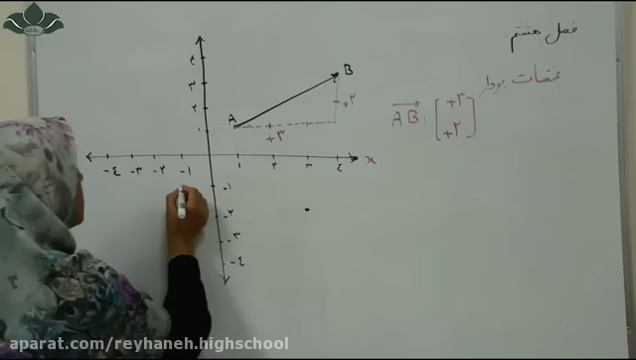 فصل هشتم
مختصات بردار
AB : [+۳
+۲]
B
A
+۲
+۳
۴
۳
۲
۱
-۴ -۳ -۲ -۱ ۱ ۲ ۳ ۴ x
-۱
-۲
-۳
-۴
aparat.com/reyhaneh.highschool